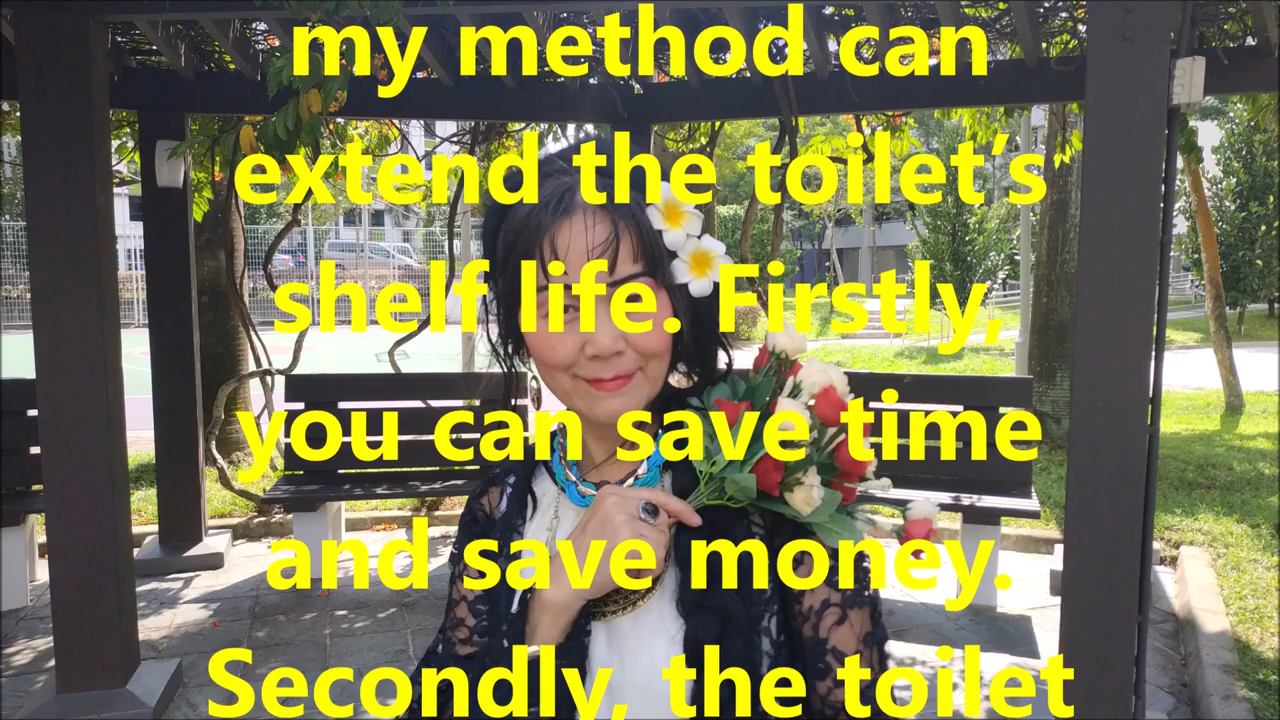 my method can
extend the toilet’s
shelf life. Firstly,
you can save time
and save money.
Secondly, the toilet